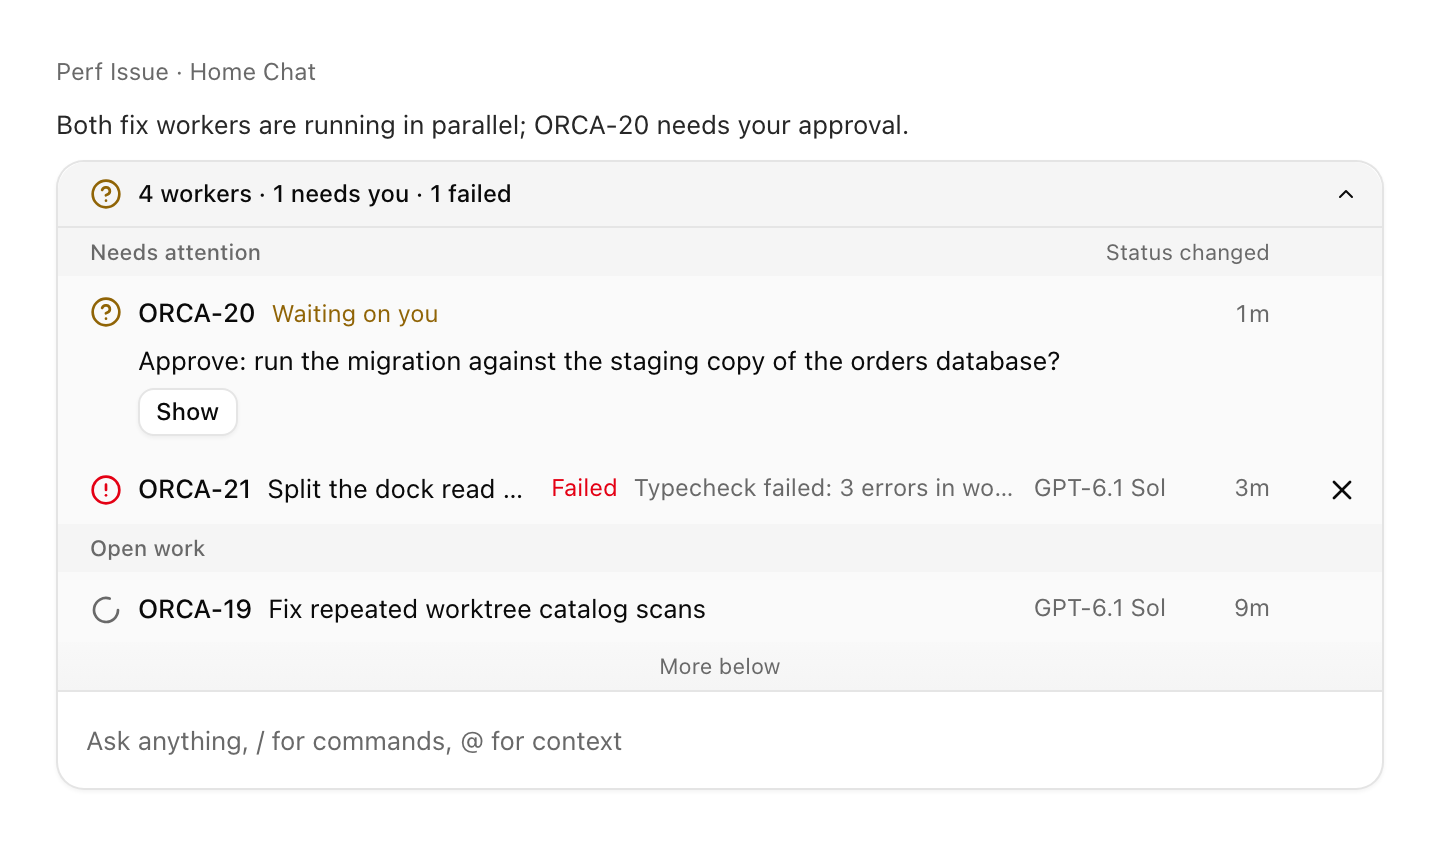 Perf Issue · Home Chat
Both fix workers are running in parallel; ORCA-20 needs your approval.
4 workers · 1 needs you · 1 failed
Needs attention Status changed
ORCA-20 Waiting on you 1m
Approve: run the migration against the staging copy of the orders database?
Show
ORCA-21 Split the dock read ... Failed Typecheck failed: 3 errors in wo... GPT-6.1 Sol 3m
Open work
ORCA-19 Fix repeated worktree catalog scans GPT-6.1 Sol 9m
More below
Ask anything, / for commands, @ for context